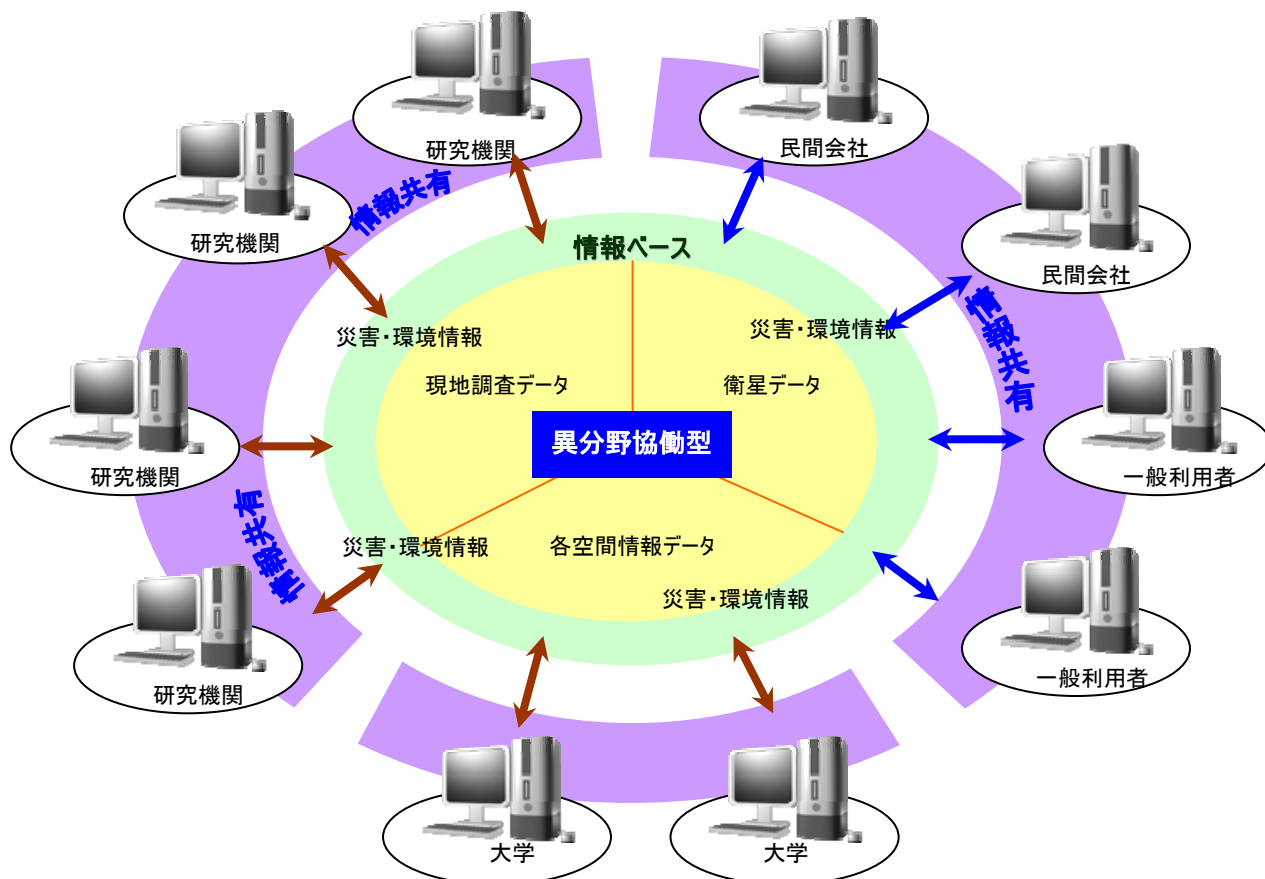 研究機関
民間会社
研究機関
情報共有
民間会社
情報ベース
情報共有
災害・環境情報
災害・環境情報
現地調査データ
衛星データ
異分野協働型
研究機関
一般利用者
情報共有
災害・環境情報
各空間情報データ
災害・環境情報
研究機関
一般利用者
大学
大学